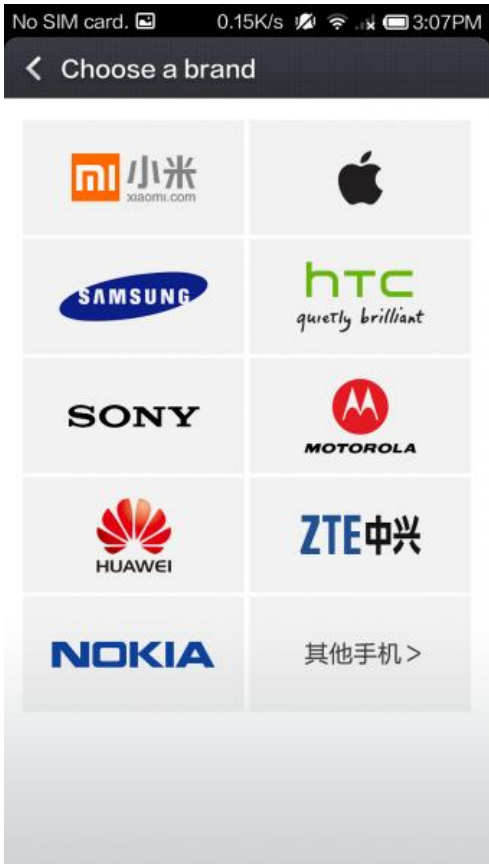 No SIM card. 0.15K/s 3:07PM
Choose a brand
mi 小米
xiaomi.com
SAMSUNG
hTC
quietly brilliant
SONY
MOTOROLA
HUAWEI
ZTE中兴
NOKIA
其他手机 >